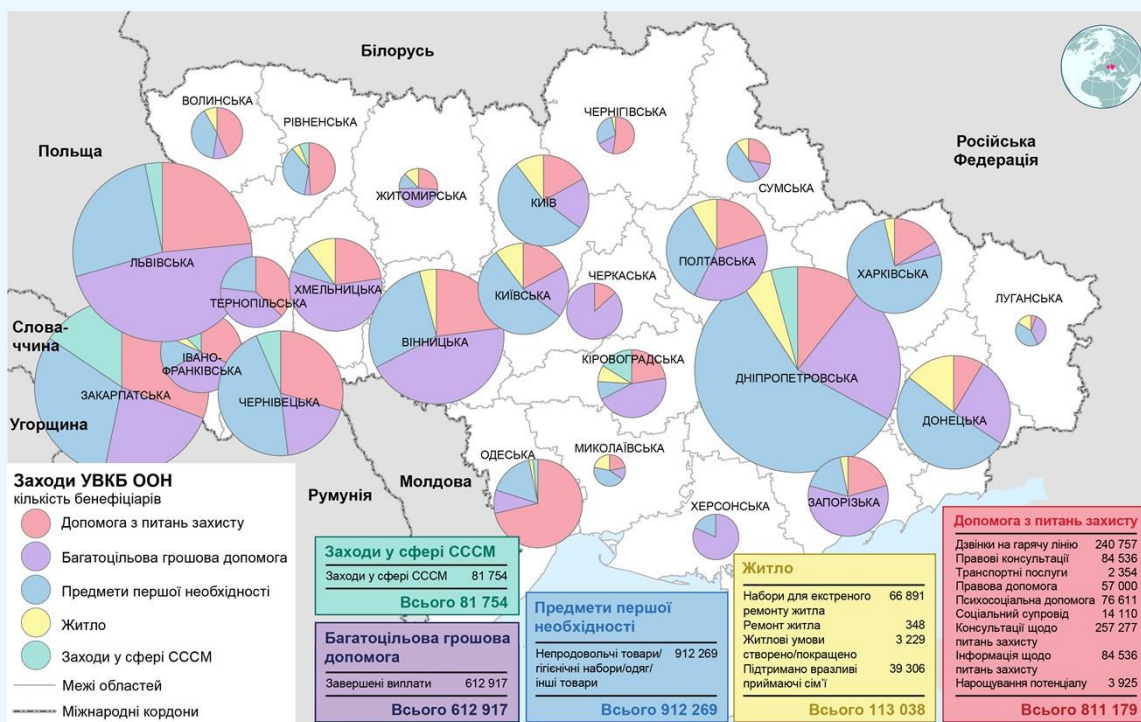 Білорусь
Польща
Російська
Федерація
Слова-
ччина
Угорщина
Румунія
Молдова
ВОЛИНСЬКА
РІВНЕНСЬКА
ЖИТОМИРСЬКА
КИЇВ
ЧЕРНІГІВСЬКА
СУМСЬКА
ЛЬВІВСЬКА
ТЕРНОПІЛЬСЬКА
ХМЕЛЬНИЦЬКА
КИЇВСЬКА
ЧЕРКАСЬКА
ПОЛТАВСЬКА
ХАРКІВСЬКА
ЛУГАНСЬКА
ІВАНО-
ФРАНКІВСЬКА
ЗАКАРПАТСЬКА
ЧЕРНІВЕЦЬКА
ВІННИЦЬКА
КІРОВОГРАДСЬКА
ДНІПРОПЕТРОВСЬКА
ДОНЕЦЬКА
ОДЕСЬКА
МИКОЛАЇВСЬКА
ХЕРСОНСЬКА
ЗАПОРІЗЬКА
Заходи УВКБ ООН
кількість бенефіціарів
Допомога з питань захисту
Багатоцільова грошова допомога
Предмети першої необхідності
Житло
Заходи у сфері СССМ
Межі областей
Міжнародні кордони
Заходи у сфері СССМ
Заходи у сфері СССМ 81 754
Всього 81 754
Багатоцільова грошова
допомога
Завершені виплати 612 917
Всього 612 917
Предмети першої
необхідності
Непродовольчі товари/ 912 269
гігієнічні набори/одяг/
інші товари
Всього 912 269
Житло
Набори для екстреного 66 891
ремонту житла
Ремонт житла 348
Житлові умови 3 229
створено/покращено
Підтримано вразливі 39 306
приймаючі сім’ї
Всього 113 038
Допомога з питань захисту
Дзвінки на гарячу лінію 240 757
Правові консультації 84 536
Транспортні послуги 2 354
Правова допомога 57 000
Психосоціальна допомога 76 611
Соціальний супровід 14 110
Консультації щодо 257 277
питань захисту
Інформація щодо 84 536
питань захисту
Нарощування потенціалу 3 925
Всього 811 179